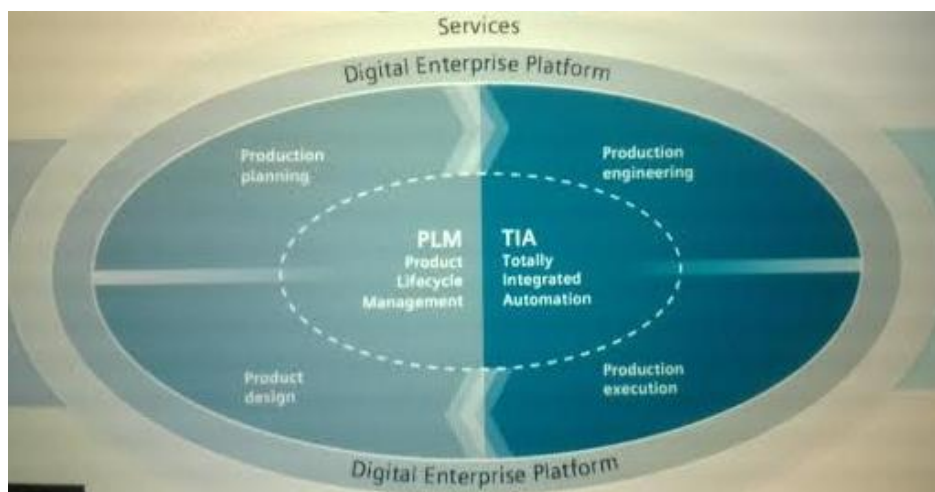 Services
Digital Enterprise Platform
Production
planning
Production
engineering
PLM
Product
Lifecycle
Management
TIA
Totally
Integrated
Automation
Product
design
Production
execution
Digital Enterprise Platform